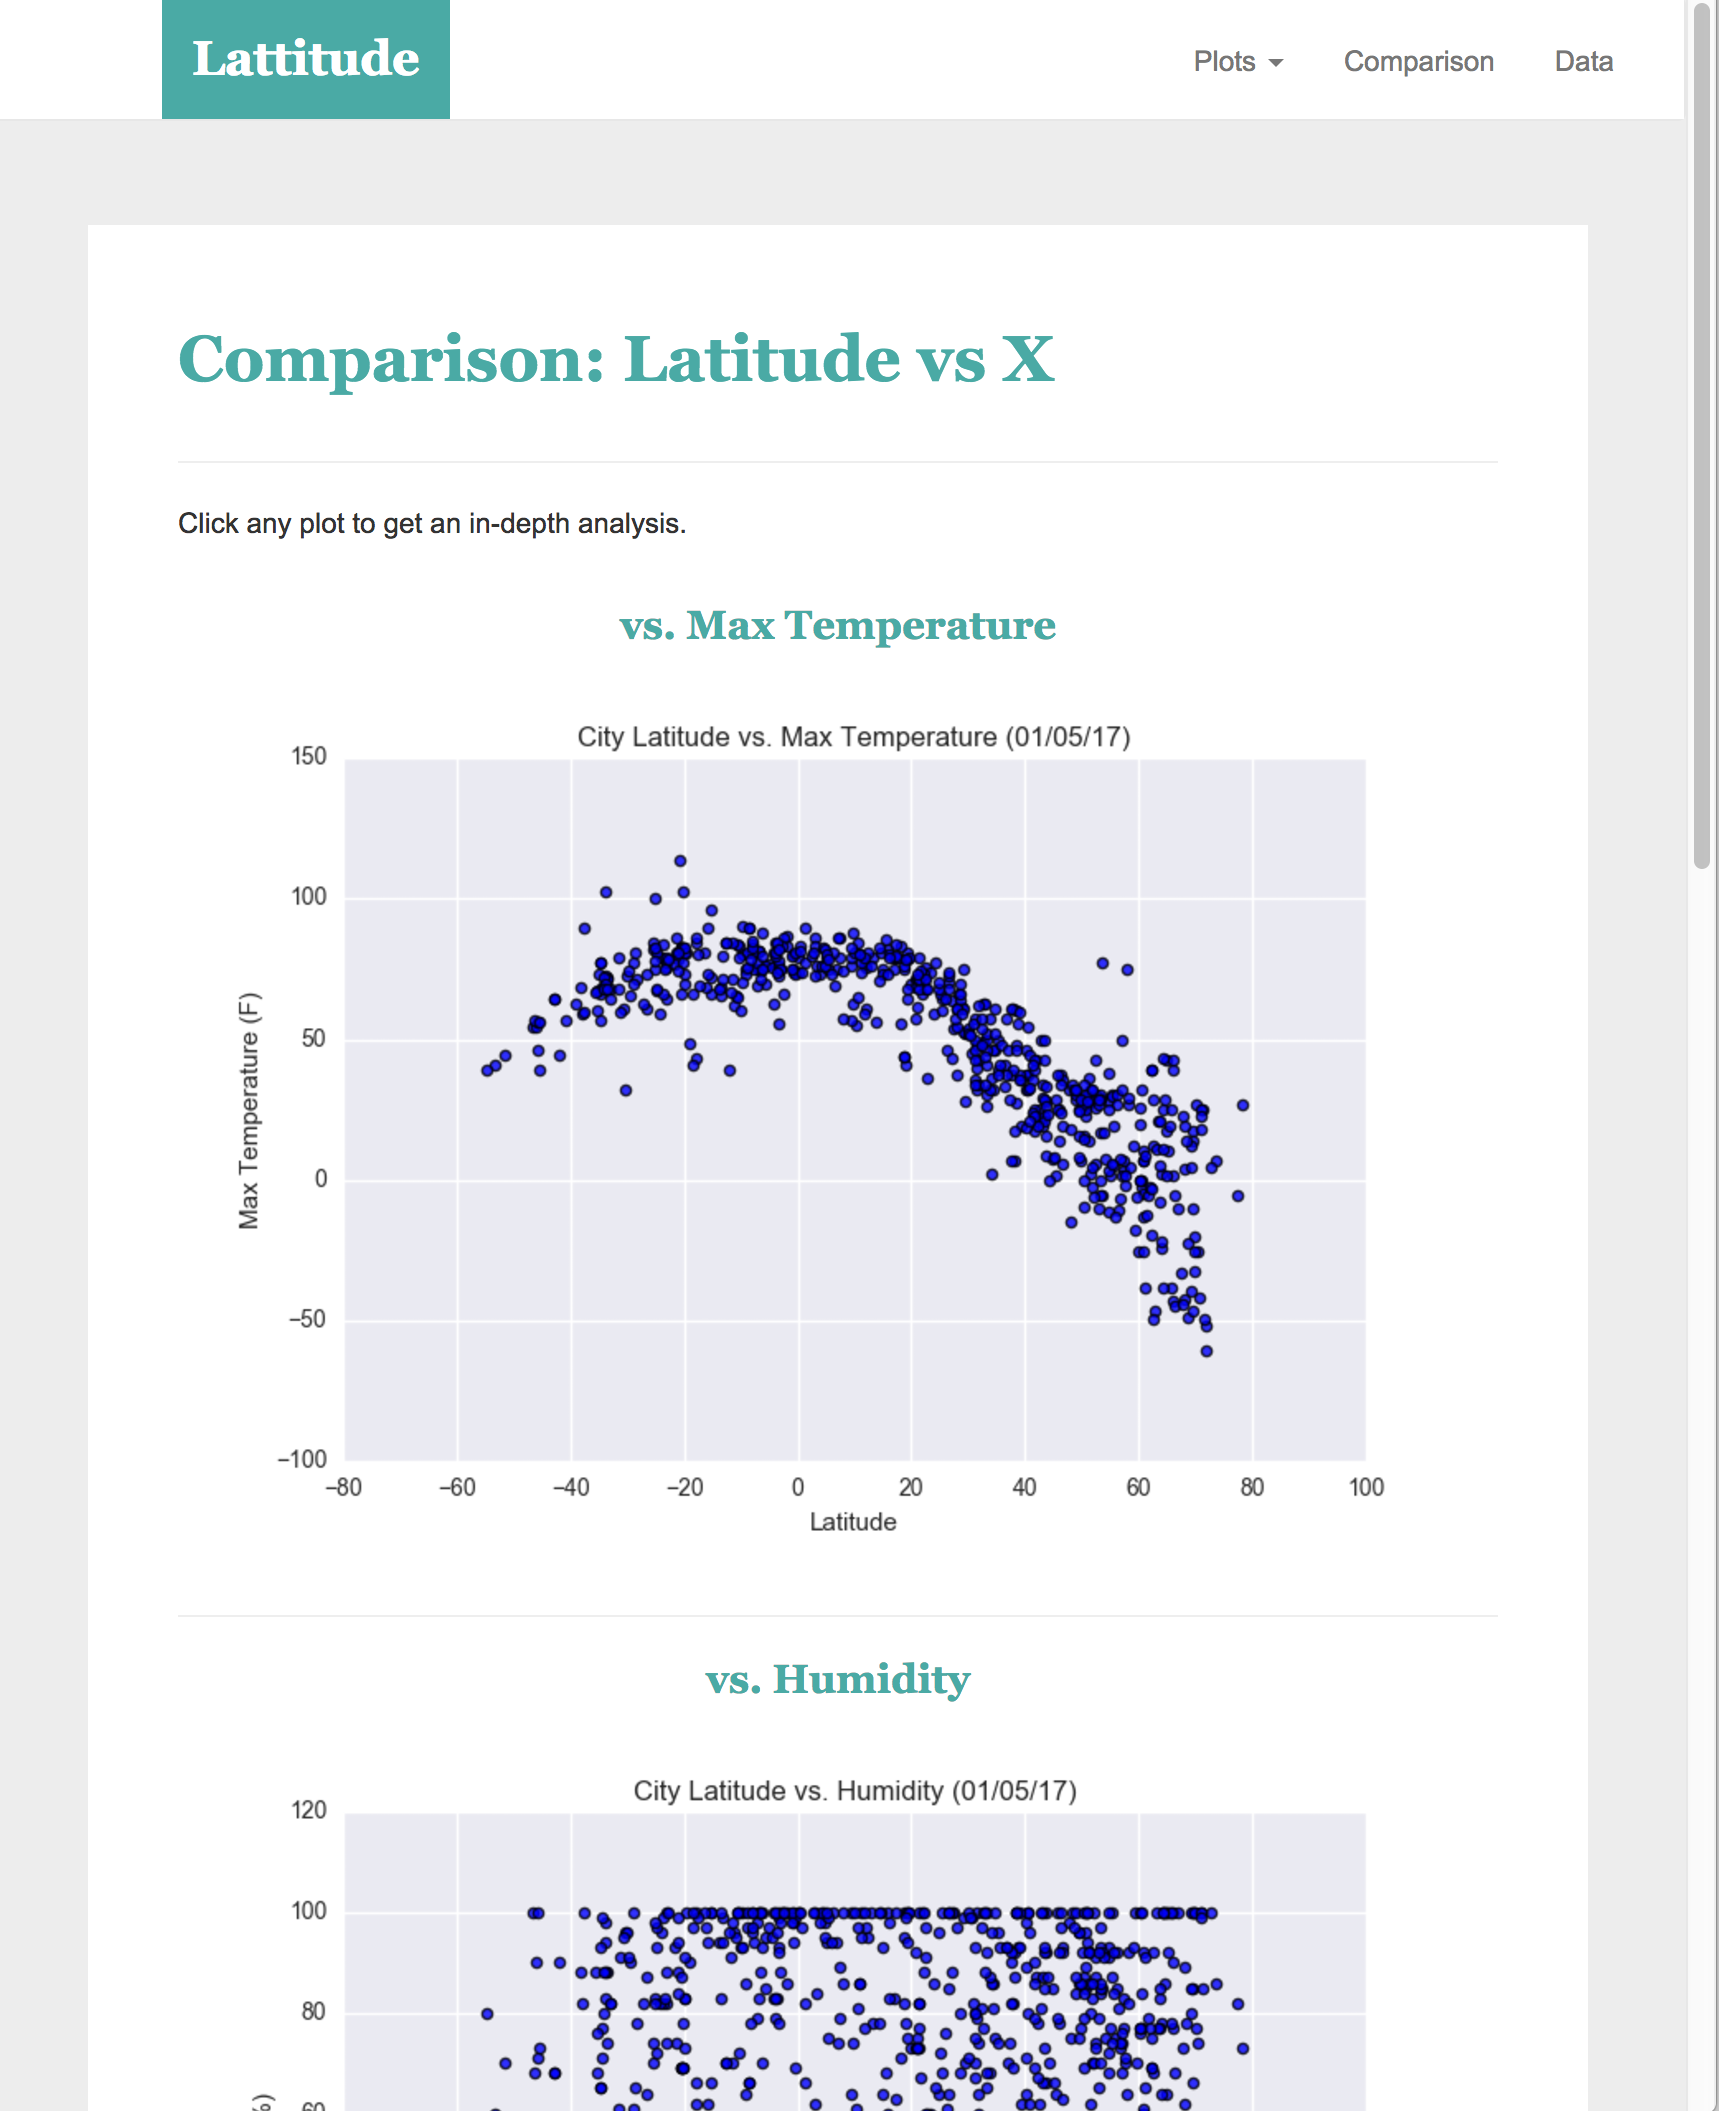 Lattitude
Plots
Comparison
Data
Comparison: Latitude vs X
Click any plot to get an in-depth analysis.
vs. Max Temperature
City Latitude vs. Max Temperature (01/05/17)
150
100
50
0
−50
−100
Max Temperature (F)
−80 −60 −40 −20 0 20 40 60 80 100
Latitude
vs. Humidity
City Latitude vs. Humidity (01/05/17)
120
100
80
60
%)